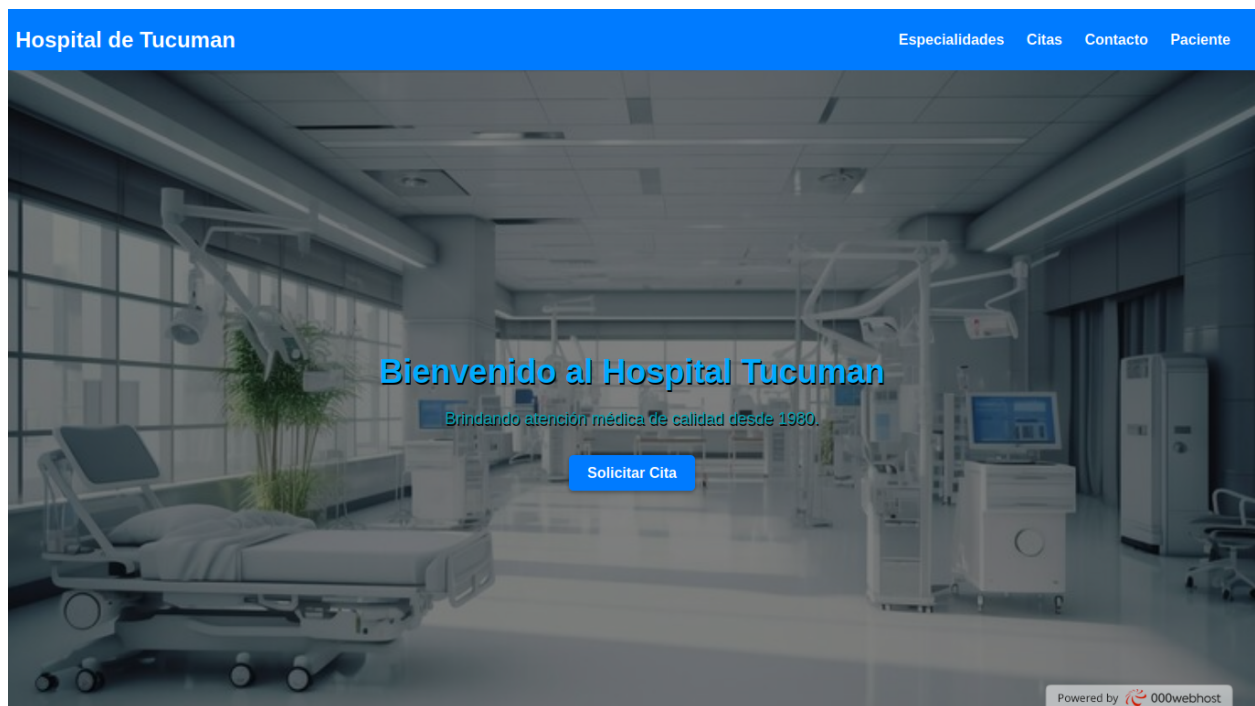 Hospital de Tucuman
Especialidades Citas Contacto Paciente
Bienvenido al Hospital Tucuman
Brindando atención médica de calidad desde 1980.
Solicitar Cita
Powered by 000webhost